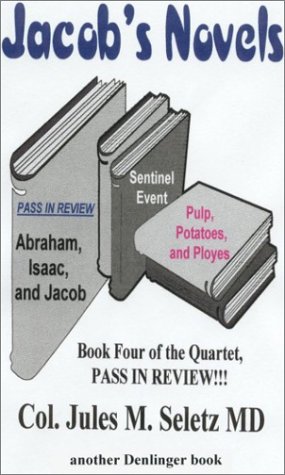 Jacob's Novels
PASS IN REVIEW
Abraham,
Isaac,
and Jacob
Sentinel
Event
Pulp,
Potatoes,
and Ployes
Book Four of the Quartet,
PASS IN REVIEW!!!
Col. Jules M. Seletz MD
another Denlinger book